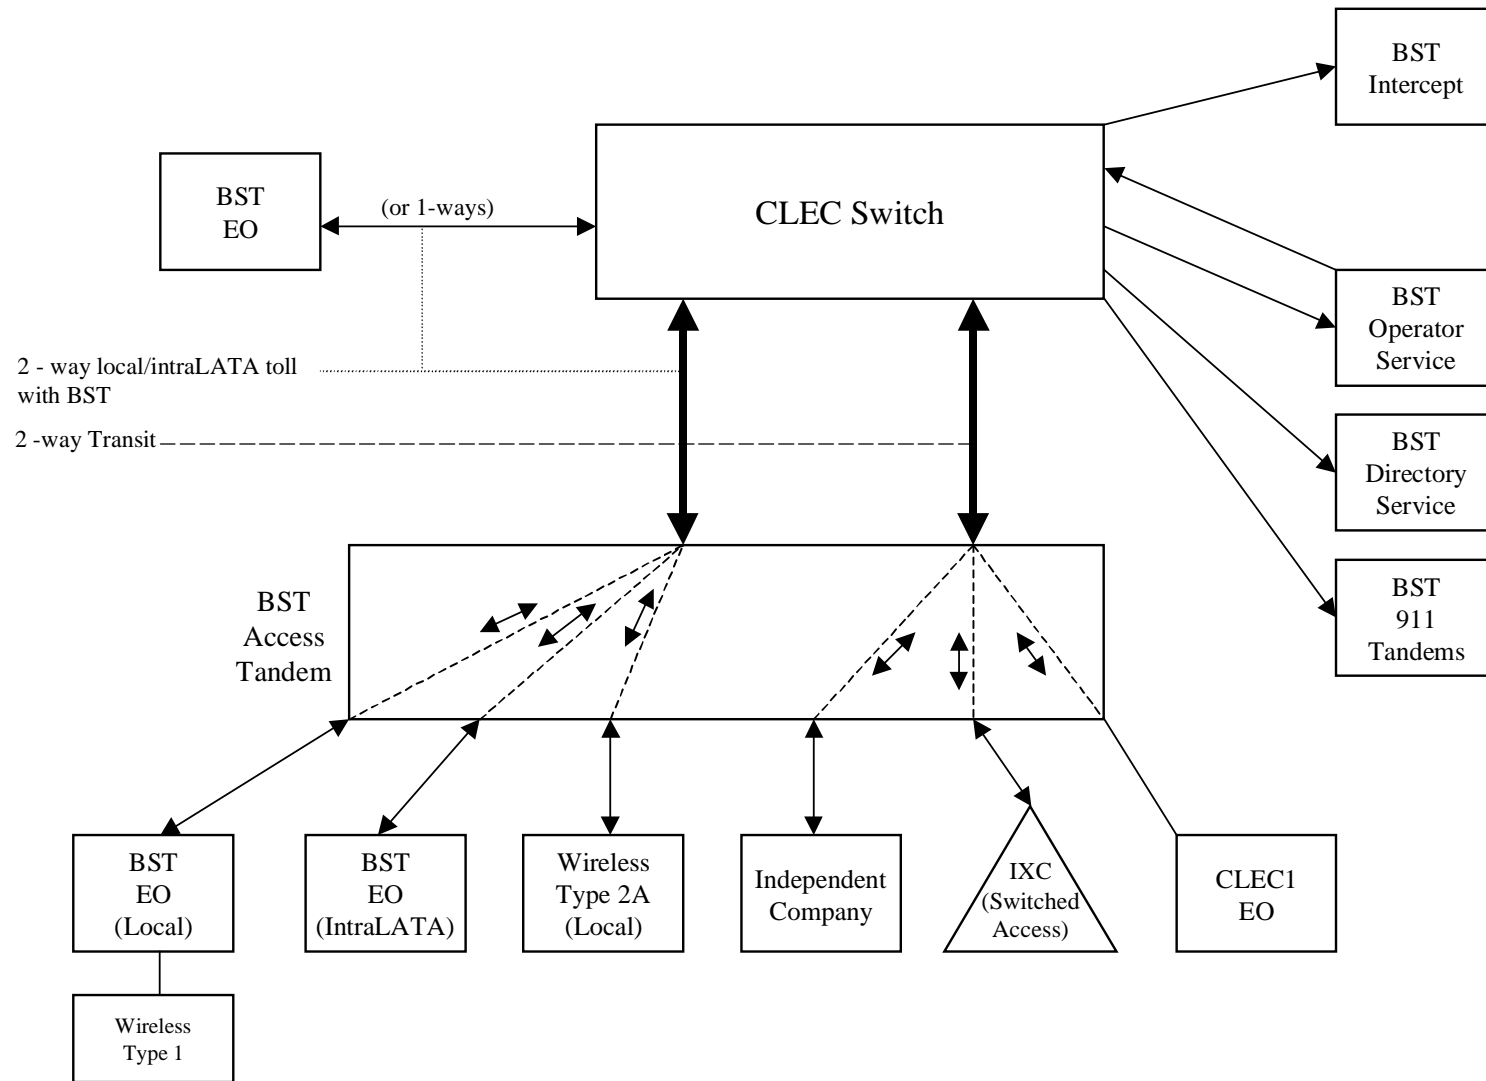 BST
Intercept
BST
EO
(or 1-ways)
CLEC Switch
BST
Operator
Service
2 - way local/intraLATA toll
with BST
2 -way Transit
BST
Directory
Service
BST
911
Tandems
BST
Access
Tandem
BST
EO
(Local)
BST
EO
(IntraLATA)
Wireless
Type 2A
(Local)
Independent
Company
IXC
(Switched
Access)
CLEC1
EO
Wireless
Type 1